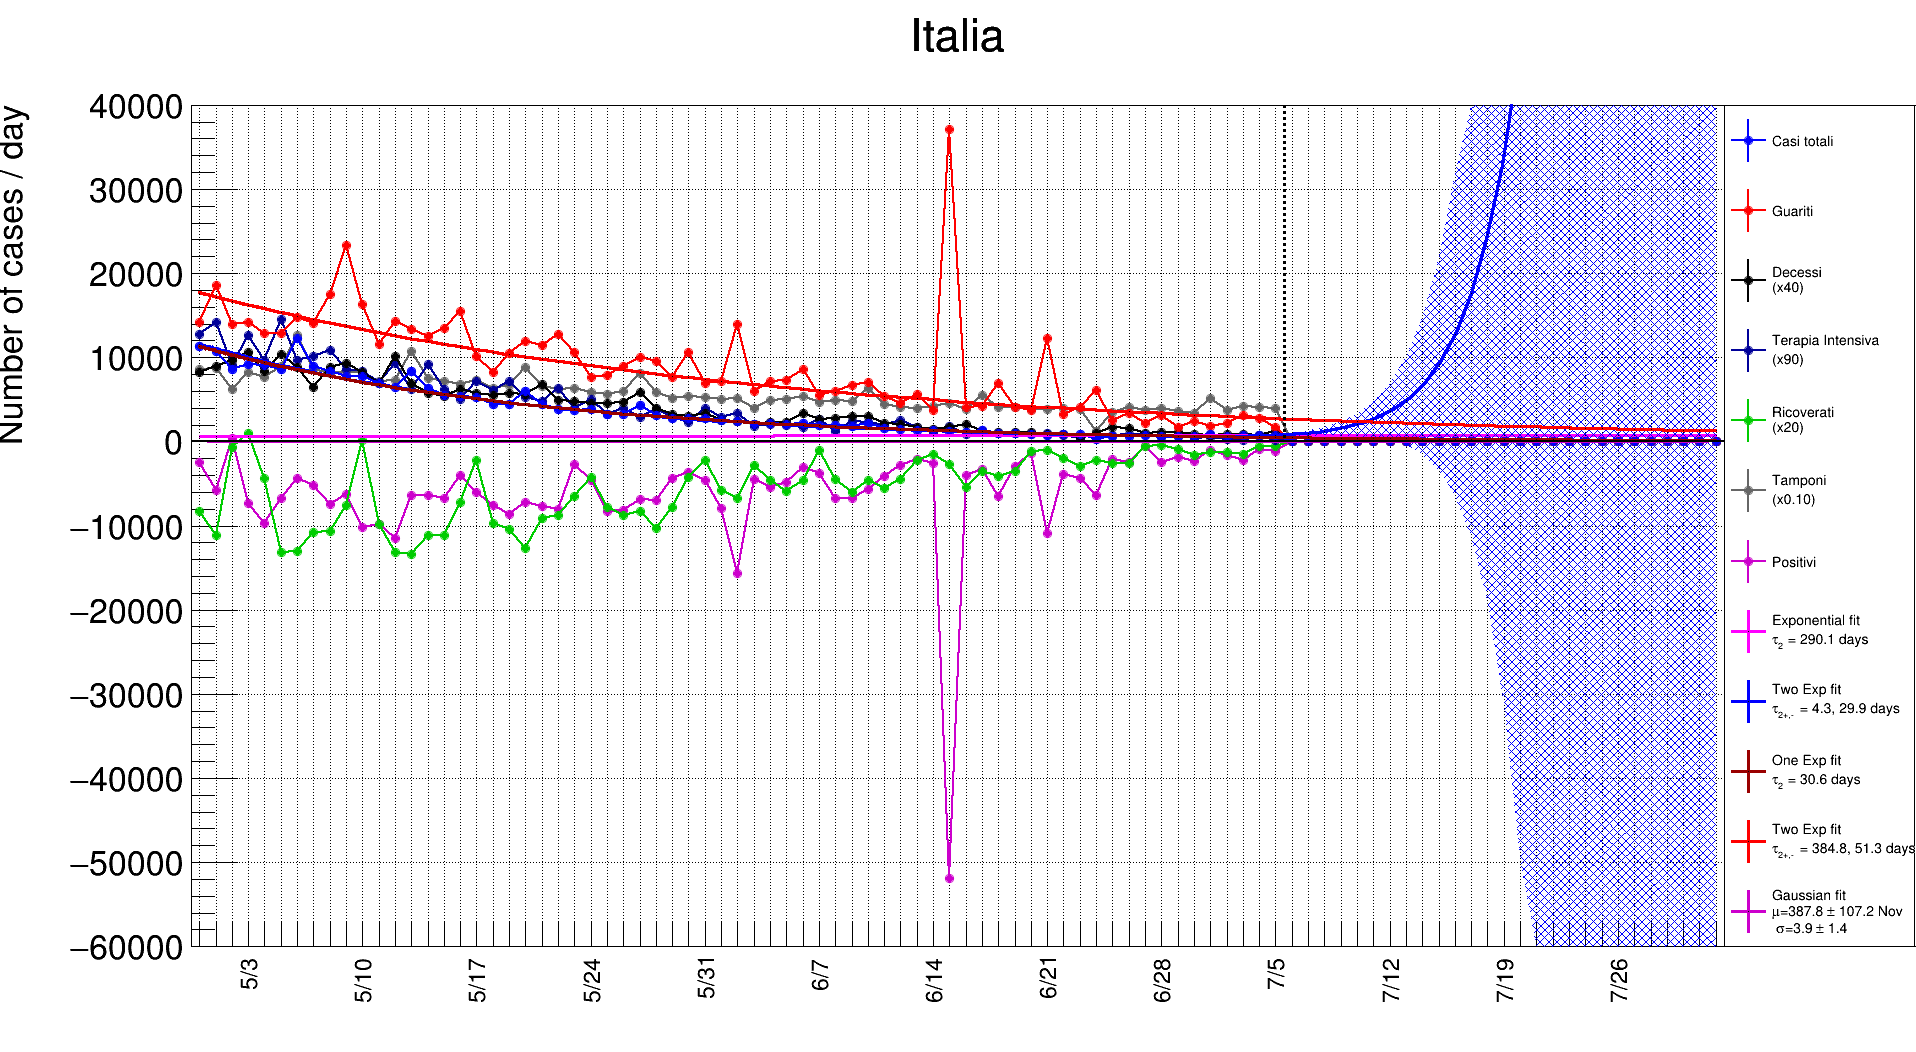 Italia
Number of cases / day
40000
30000
20000
10000
0
−10000
−20000
−30000
−40000
−50000
−60000
5/3
5/10
5/17
5/24
5/31
6/7
6/14
6/21
6/28
7/5
7/12
7/19
7/26
Casi totali
Guariti
Decessi
(x40)
Terapia Intensiva
(x90)
Ricoverati
(x20)
Tamponi
(x0.10)
Positivi
Exponential fit
τ2 = 290.1 days
Two Exp fit
τ2+,- = 4.3, 29.9 days
One Exp fit
τ2 = 30.6 days
Two Exp fit
τ2+,- = 384.8, 51.3 days
Gaussian fit
μ=387.8 ± 107.2 Nov
σ=3.9 ± 1.4